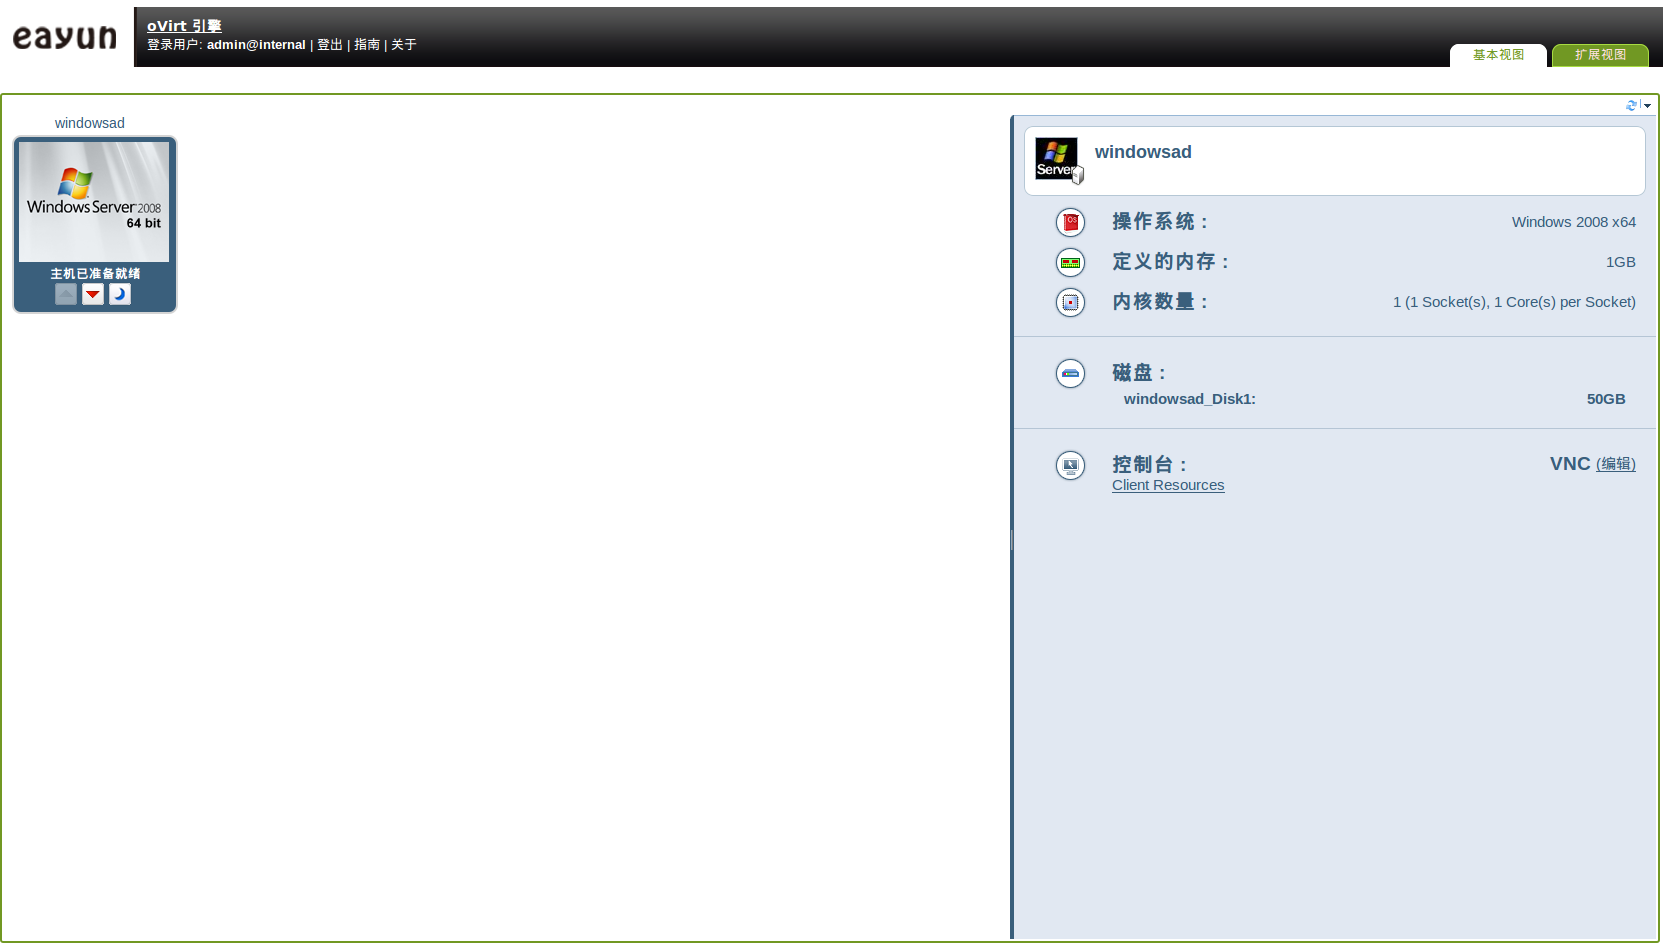 eayun
oVirt 引擎
登录用户: admin@internal | 登出 | 指南 | 关于
基本视图
扩展视图
windowsad
Windows Server 2008
64 bit
主机已准备就绪
Server
windowsad
操作系统 : Windows 2008 x64
定义的内存 : 1GB
内核数量 : 1 (1 Socket(s), 1 Core(s) per Socket)
磁盘 :
windowsad_Disk1: 50GB
控制台 : VNC (编辑)
Client Resources